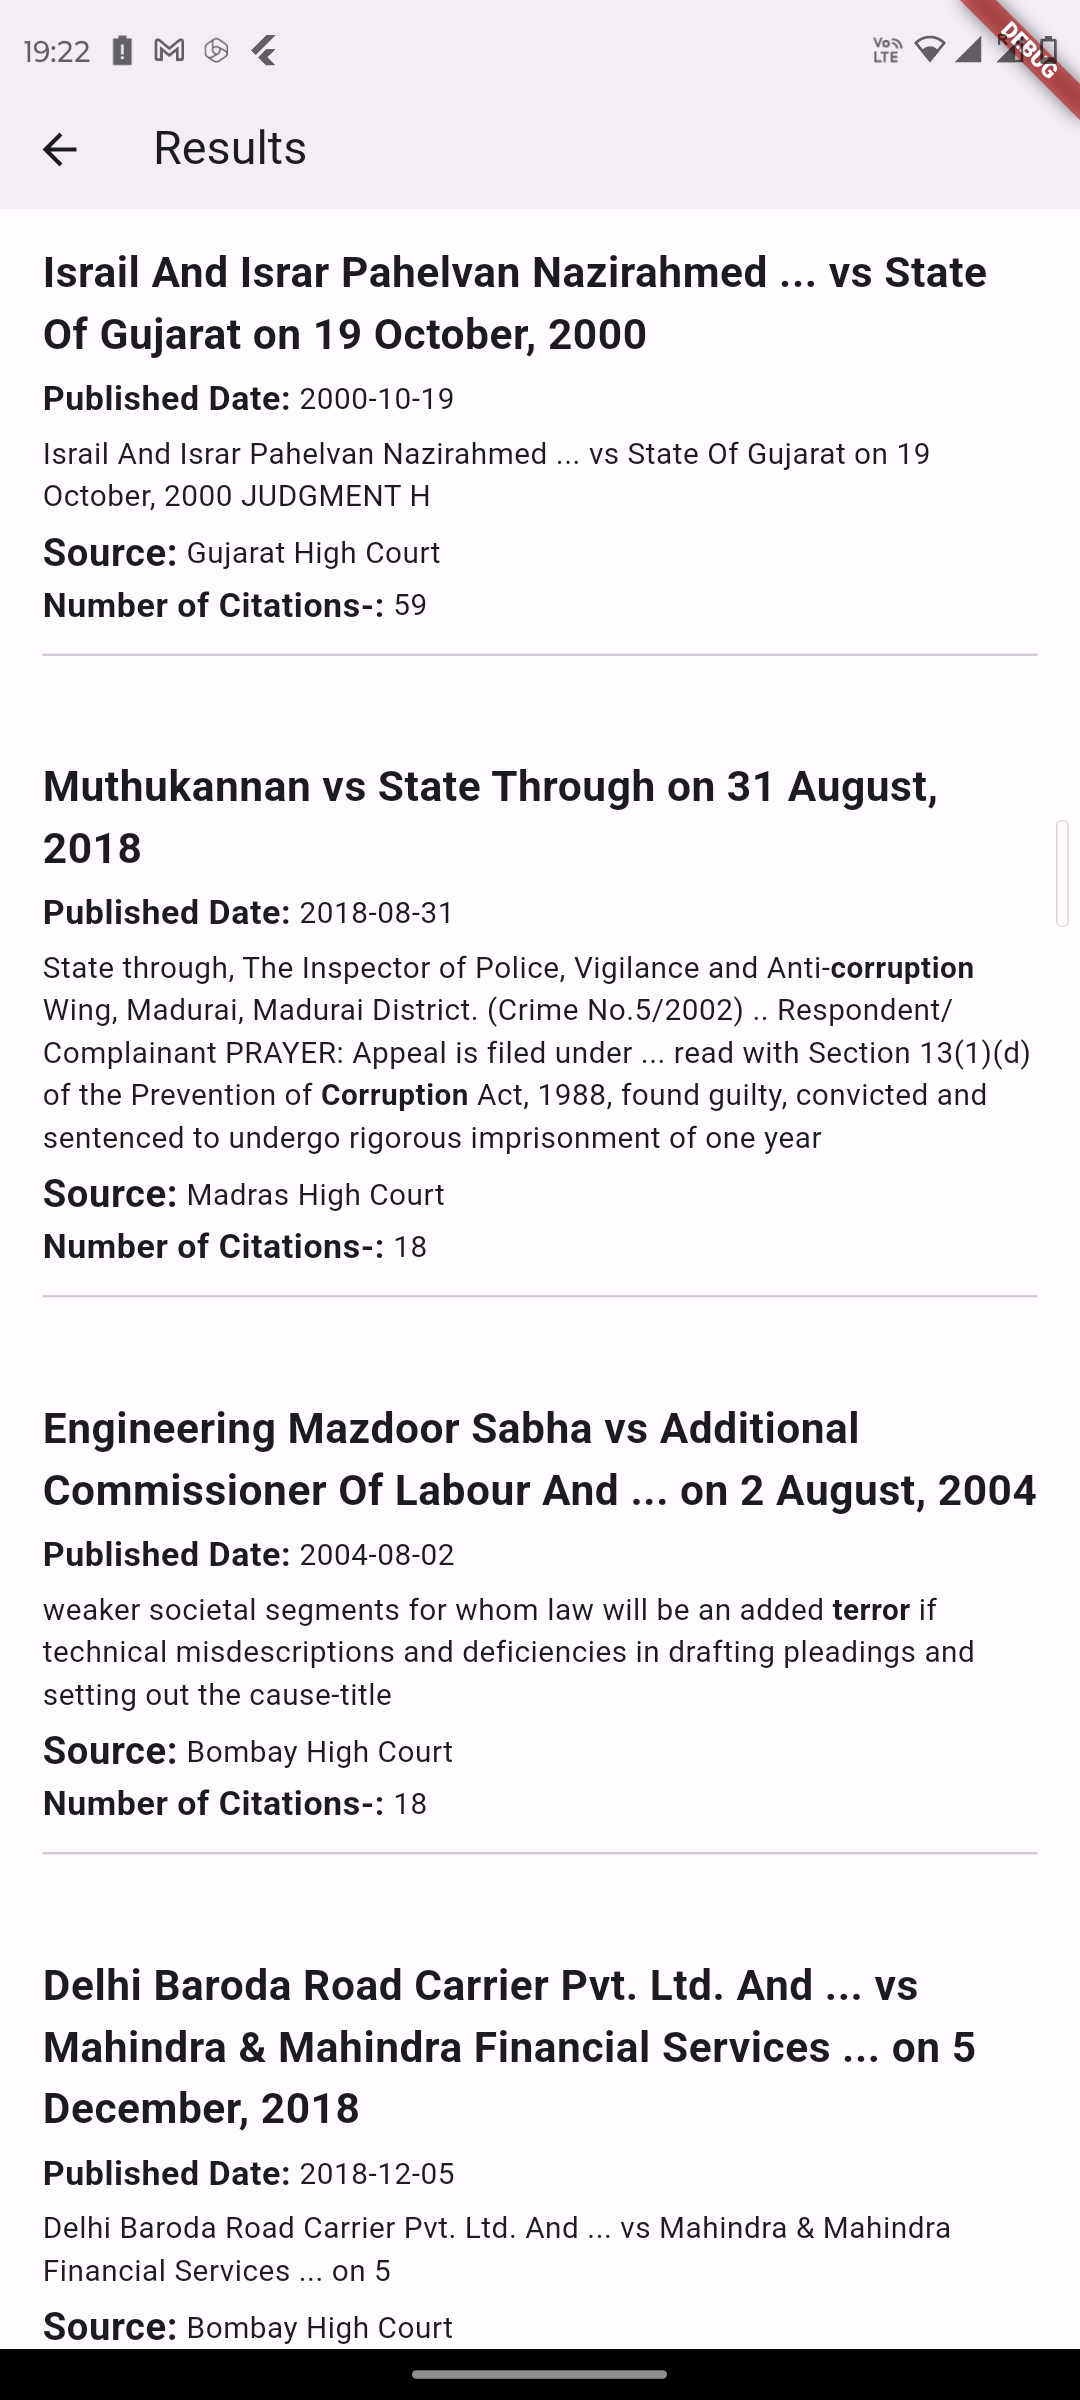 19:22
Vo
LTE
R
DEBUG
Results
Israil And Israr Pahelvan Nazirahmed ... vs State
Of Gujarat on 19 October, 2000
Published Date: 2000-10-19
Israil And Israr Pahelvan Nazirahmed ... vs State Of Gujarat on 19
October, 2000 JUDGMENT H
Source: Gujarat High Court
Number of Citations-: 59
Muthukannan vs State Through on 31 August,
2018
Published Date: 2018-08-31
State through, The Inspector of Police, Vigilance and Anti-corruption
Wing, Madurai, Madurai District. (Crime No.5/2002) .. Respondent/
Complainant PRAYER: Appeal is filed under ... read with Section 13(1)(d)
of the Prevention of Corruption Act, 1988, found guilty, convicted and
sentenced to undergo rigorous imprisonment of one year
Source: Madras High Court
Number of Citations-: 18
Engineering Mazdoor Sabha vs Additional
Commissioner Of Labour And ... on 2 August, 2004
Published Date: 2004-08-02
weaker societal segments for whom law will be an added terror if
technical misdescriptions and deficiencies in drafting pleadings and
setting out the cause-title
Source: Bombay High Court
Number of Citations-: 18
Delhi Baroda Road Carrier Pvt. Ltd. And ... vs
Mahindra & Mahindra Financial Services ... on 5
December, 2018
Published Date: 2018-12-05
Delhi Baroda Road Carrier Pvt. Ltd. And ... vs Mahindra & Mahindra
Financial Services ... on 5
Source: Bombay High Court